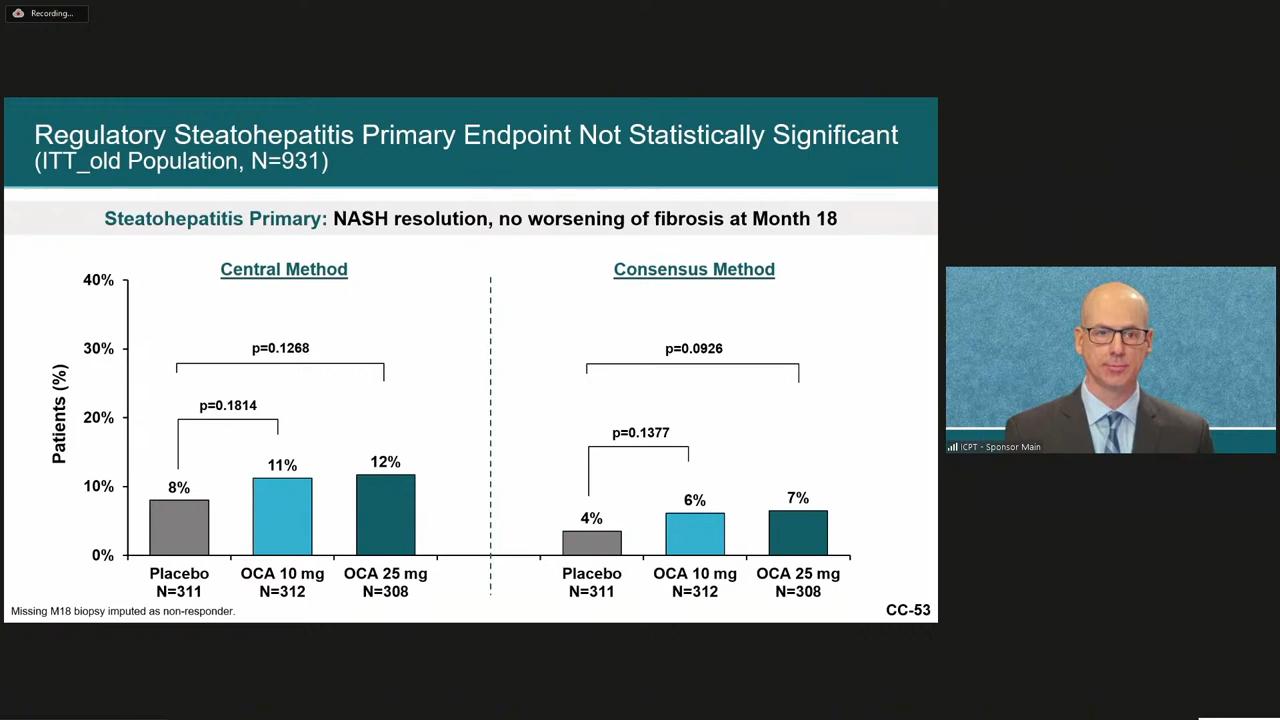 Recording...
Regulatory Steatohepatitis Primary Endpoint Not Statistically Significant
(ITT_old Population, N=931)
Steatohepatitis Primary: NASH resolution, no worsening of fibrosis at Month 18
Central Method
Consensus Method
Patients (%)
40%
30%
20%
10%
0%
p=0.1268
p=0.1814
8%
11%
12%
Placebo
N=311
OCA 10 mg
N=312
OCA 25 mg
N=308
p=0.0926
p=0.1377
4%
6%
7%
Placebo
N=311
OCA 10 mg
N=312
OCA 25 mg
N=308
Missing M18 biopsy imputed as non-responder.
CC-53
ICPT - Sponsor Main